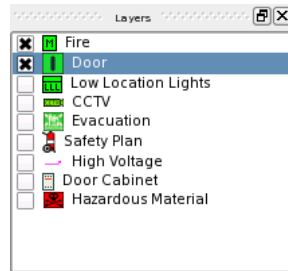 Layers
M Fire
Door
Low Location Lights
CCTV
Evacuation
Safety Plan
High Voltage
Door Cabinet
Hazardous Material